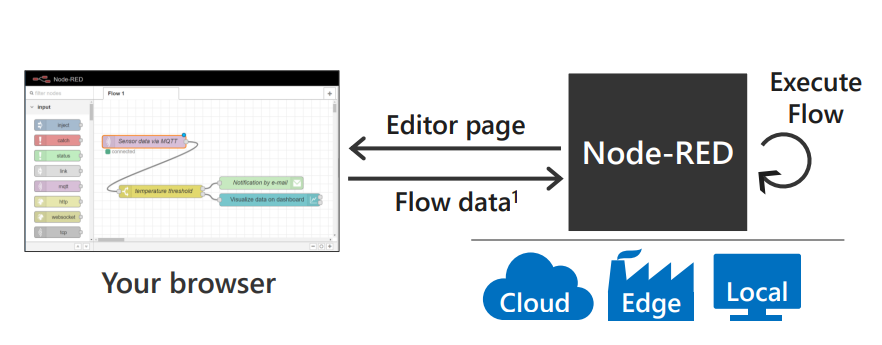 Node-RED
filter nodes
Flow 1
+
input
inject
catch
status
link
mqtt
http
websocket
tcp
Sensor data via MQTT
connected
temperature threshold
Notification by e-mail
Visualize data on dashboard
Your browser
Editor page
Flow data¹
Node-RED
Execute
Flow
Cloud
Edge
Local